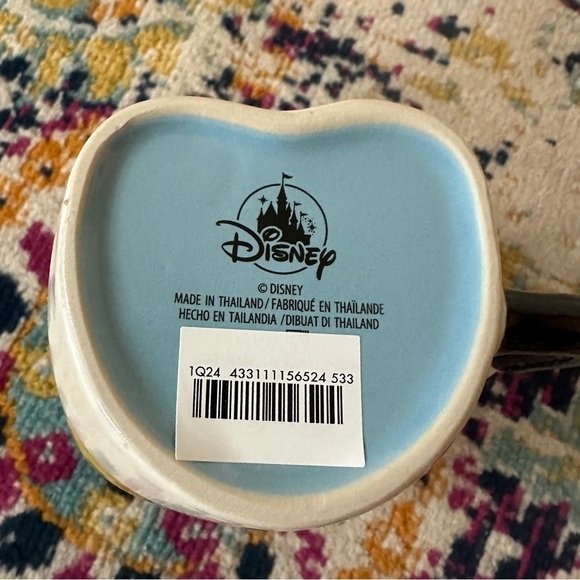 Disney
© DISNEY
MADE IN THAILAND / FABRIQUÉ EN THAÏLANDE
HECHO EN TAILANDIA / DIBUAT DI THAILAND
1Q24 433111156524 533